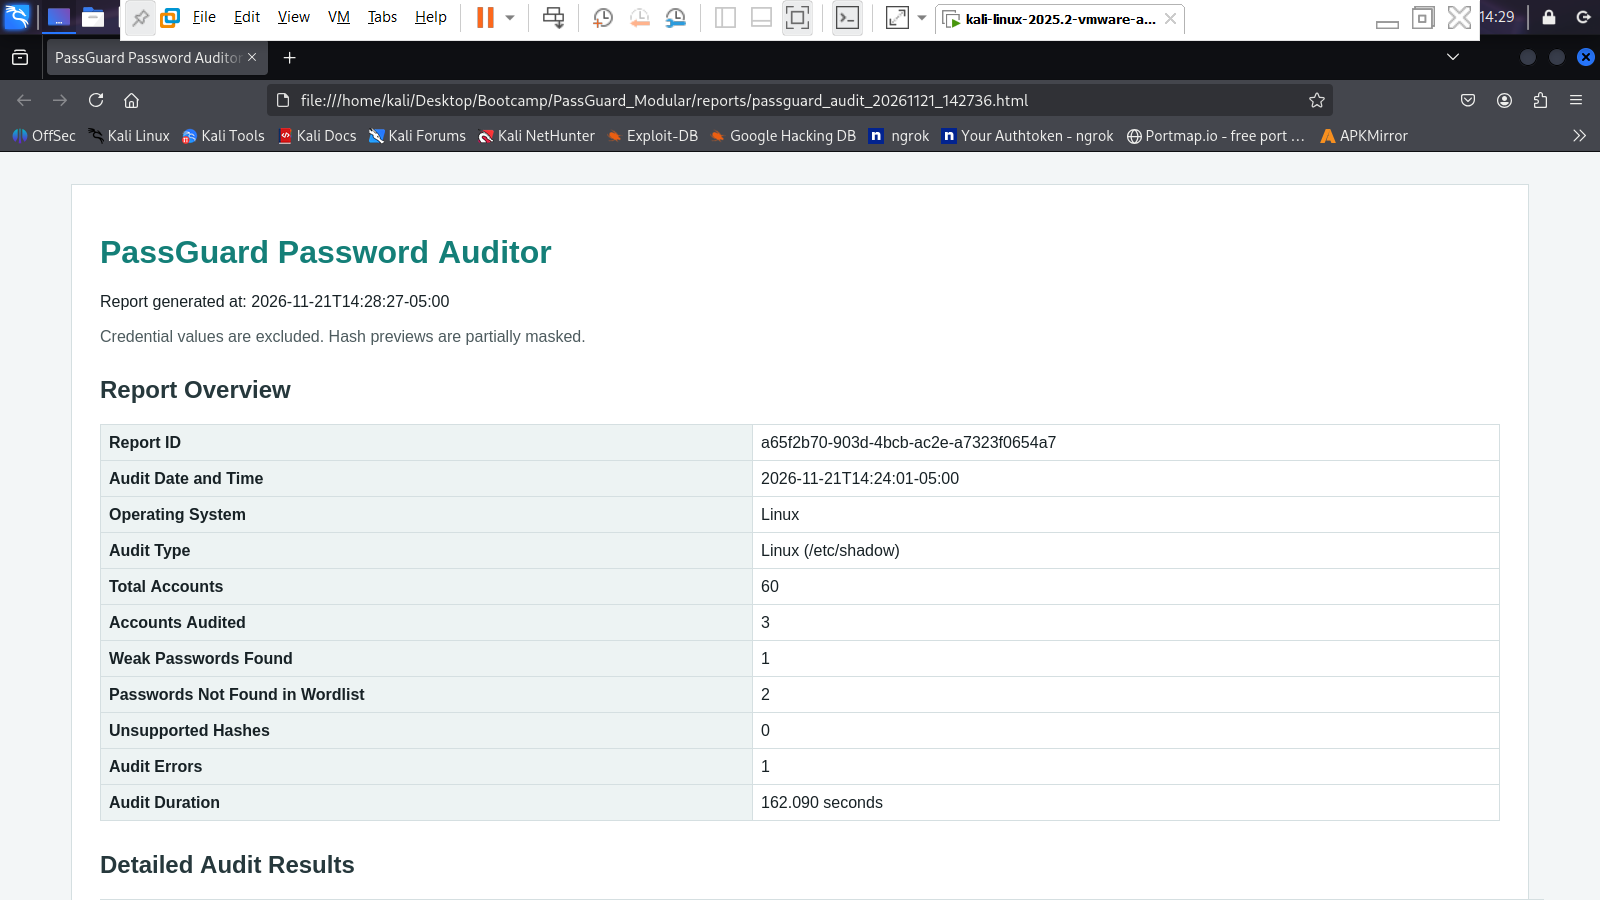 File Edit View VM Tabs Help kali-linux-2025.2-vmware-a... 14:29
PassGuard Password Auditor
file:///home/kali/Desktop/Bootcamp/PassGuard_Modular/reports/passguard_audit_20261121_142736.html
OffSec Kali Linux Kali Tools Kali Docs Kali Forums Kali NetHunter Exploit-DB Google Hacking DB ngrok Your Authtoken - ngrok Portmap.io - free port ... APKMirror
PassGuard Password Auditor
Report generated at: 2026-11-21T14:28:27-05:00
Credential values are excluded. Hash previews are partially masked.
Report Overview
Report ID a65f2b70-903d-4bcb-ac2e-a7323f0654a7
Audit Date and Time 2026-11-21T14:24:01-05:00
Operating System Linux
Audit Type Linux (/etc/shadow)
Total Accounts 60
Accounts Audited 3
Weak Passwords Found 1
Passwords Not Found in Wordlist 2
Unsupported Hashes 0
Audit Errors 1
Audit Duration 162.090 seconds
Detailed Audit Results